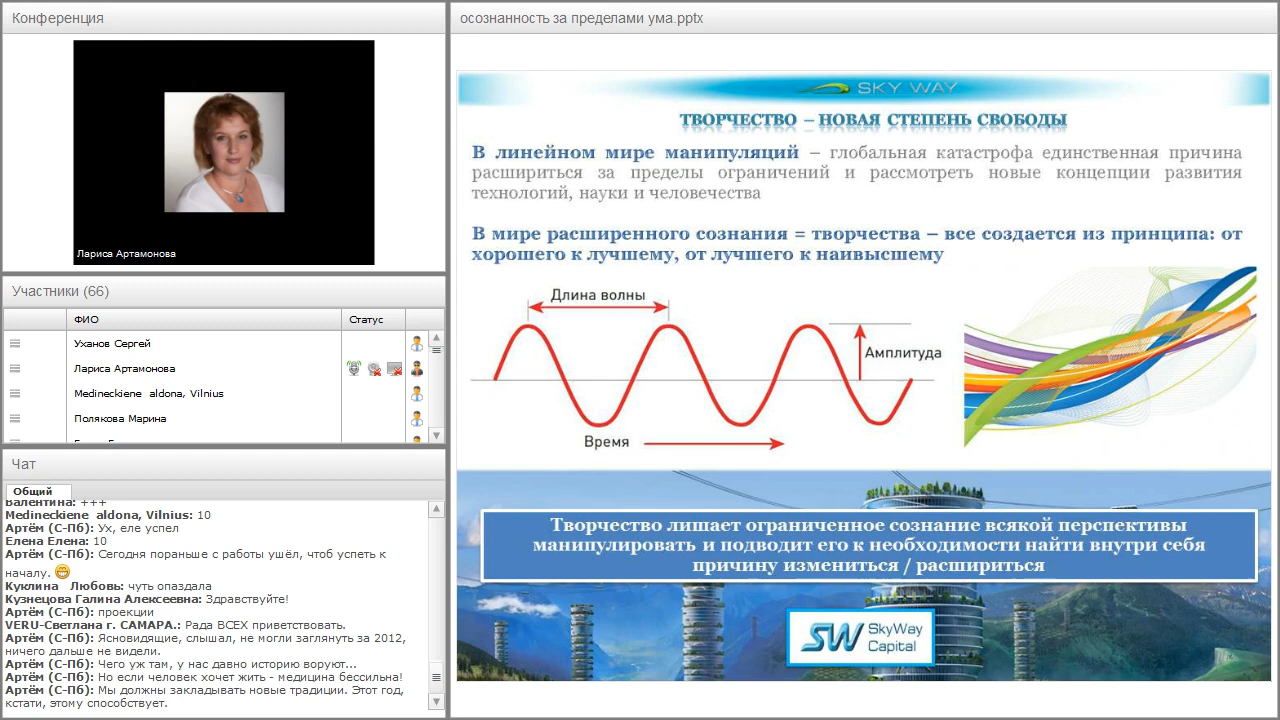 Конференция
Лариса Артамонова
Участники (66)
ФИО Статус
Уханов Сергей
Лариса Артамонова
Medineckiene aldona, Vilnius
Полякова Марина
Чат
Общий
Валентина: +++
Medineckiene aldona, Vilnius: 10
Артём (С-Пб): Ух, еле успел
Елена Елена: 10
Артём (С-Пб): Сегодня пораньше с работы ушёл, чтоб успеть к
началу.
Куклина Любовь: чуть опаздала
Кузнецова Галина Алексеевна: Здравствуйте!
Артём (С-Пб): проекции
VERU-Светлана г. САМАРА.: Рада ВСЕХ приветствовать.
Артём (С-Пб): Ясновидящие, слышал, не могли заглянуть за 2012,
ничего дальше не видели.
Артём (С-Пб): Чего уж там, у нас давно историю воруют...
Артём (С-Пб): Но если человек хочет жить - медицина бессильна!
Артём (С-Пб): Мы должны закладывать новые традиции. Этот год,
кстати, этому способствует.
осознанность за пределами ума.pptx
SKY WAY
ТВОРЧЕСТВО – НОВАЯ СТЕПЕНЬ СВОБОДЫ
В линейном мире манипуляций – глобальная катастрофа единственная причина
расшириться за пределы ограничений и рассмотреть новые концепции развития
технологий, науки и человечества
В мире расширенного сознания = творчества – все создается из принципа: от
хорошего к лучшему, от лучшего к наивысшему
Длина волны
Амплитуда
Время
Творчество лишает ограниченное сознание всякой перспективы
манипулировать и подводит его к необходимости найти внутри себя
причину измениться / расшириться
SW SkyWay
Capital